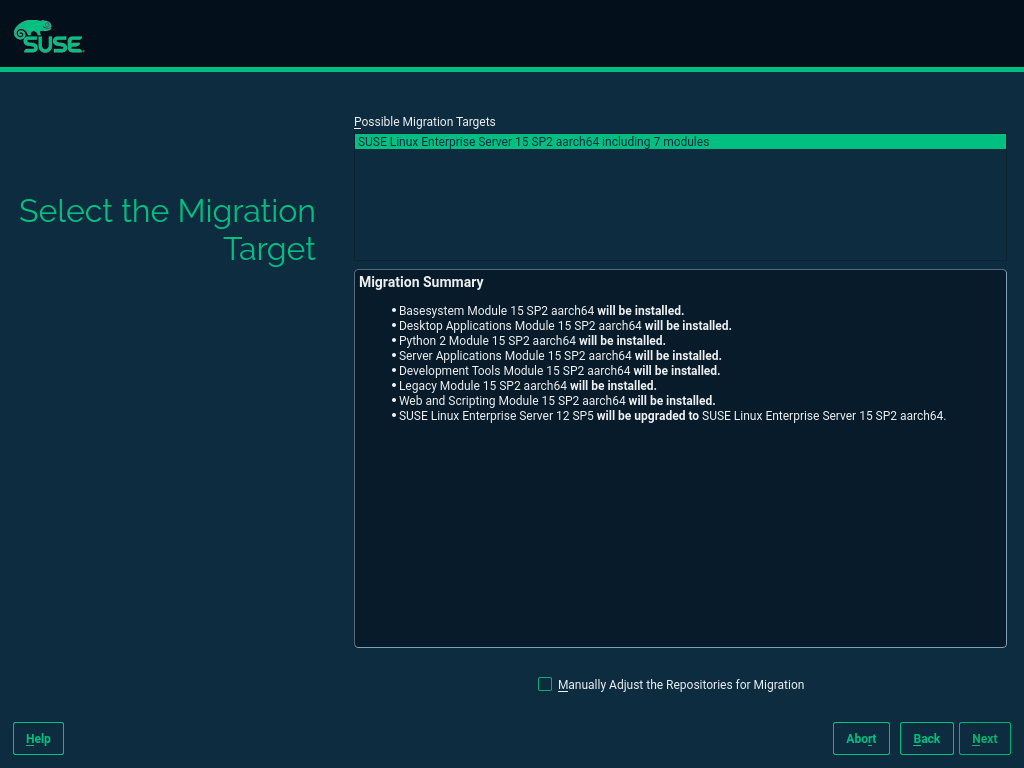 SUSE
Possible Migration Targets
SUSE Linux Enterprise Server 15 SP2 aarch64 including 7 modules
Select the Migration
Target
Migration Summary
• Basesystem Module 15 SP2 aarch64 will be installed.
• Desktop Applications Module 15 SP2 aarch64 will be installed.
• Python 2 Module 15 SP2 aarch64 will be installed.
• Server Applications Module 15 SP2 aarch64 will be installed.
• Development Tools Module 15 SP2 aarch64 will be installed.
• Legacy Module 15 SP2 aarch64 will be installed.
• Web and Scripting Module 15 SP2 aarch64 will be installed.
• SUSE Linux Enterprise Server 12 SP5 will be upgraded to SUSE Linux Enterprise Server 15 SP2 aarch64.
Manually Adjust the Repositories for Migration
Help
Abort
Back
Next